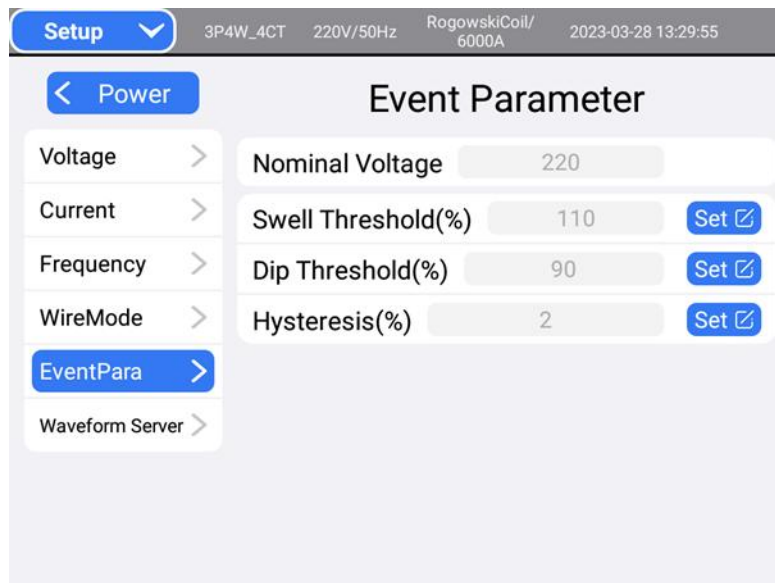 Setup
3P4W_4CT
220V/50Hz
RogowskiCoil/
6000A
2023-03-28 13:29:55
Power
Voltage
Current
Frequency
WireMode
EventPara
Waveform Server
Event Parameter
Nominal Voltage 220
Swell Threshold(%) 110 Set
Dip Threshold(%) 90 Set
Hysteresis(%) 2 Set